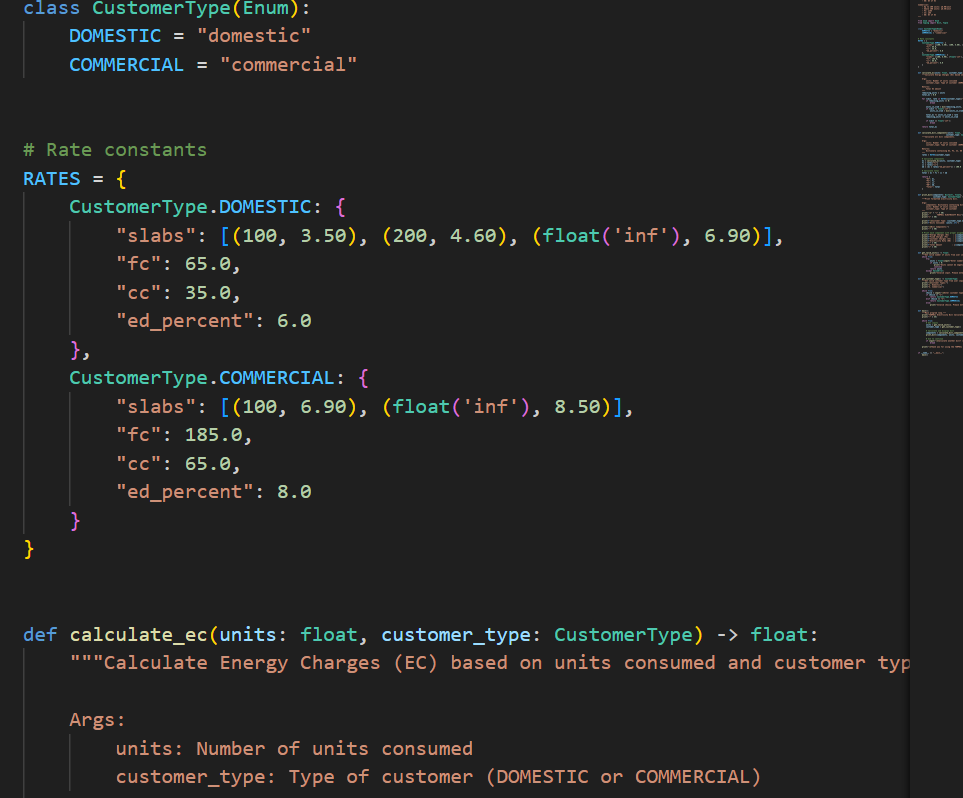 class CustomerType(Enum):
    DOMESTIC = "domestic"
    COMMERCIAL = "commercial"
# Rate constants
RATES = {
    CustomerType.DOMESTIC: {
        "slabs": [(100, 3.50), (200, 4.60), (float('inf'), 6.90)],
        "fc": 65.0,
        "cc": 35.0,
        "ed_percent": 6.0
    },
    CustomerType.COMMERCIAL: {
        "slabs": [(100, 6.90), (float('inf'), 8.50)],
        "fc": 185.0,
        "cc": 65.0,
        "ed_percent": 8.0
    }
}
def calculate_ec(units: float, customer_type: CustomerType) -> float:
    """Calculate Energy Charges (EC) based on units consumed and customer typ
    Args:
        units: Number of units consumed
        customer_type: Type of customer (DOMESTIC or COMMERCIAL)